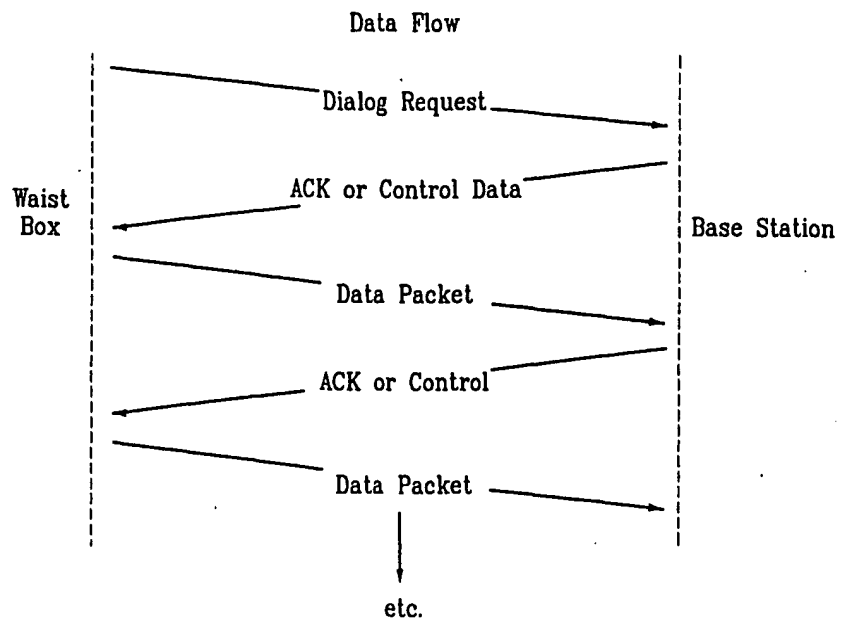 Data Flow
Dialog Request
ACK or Control Data
Waist
Box
Base Station
Data Packet
ACK or Control
Data Packet
etc.